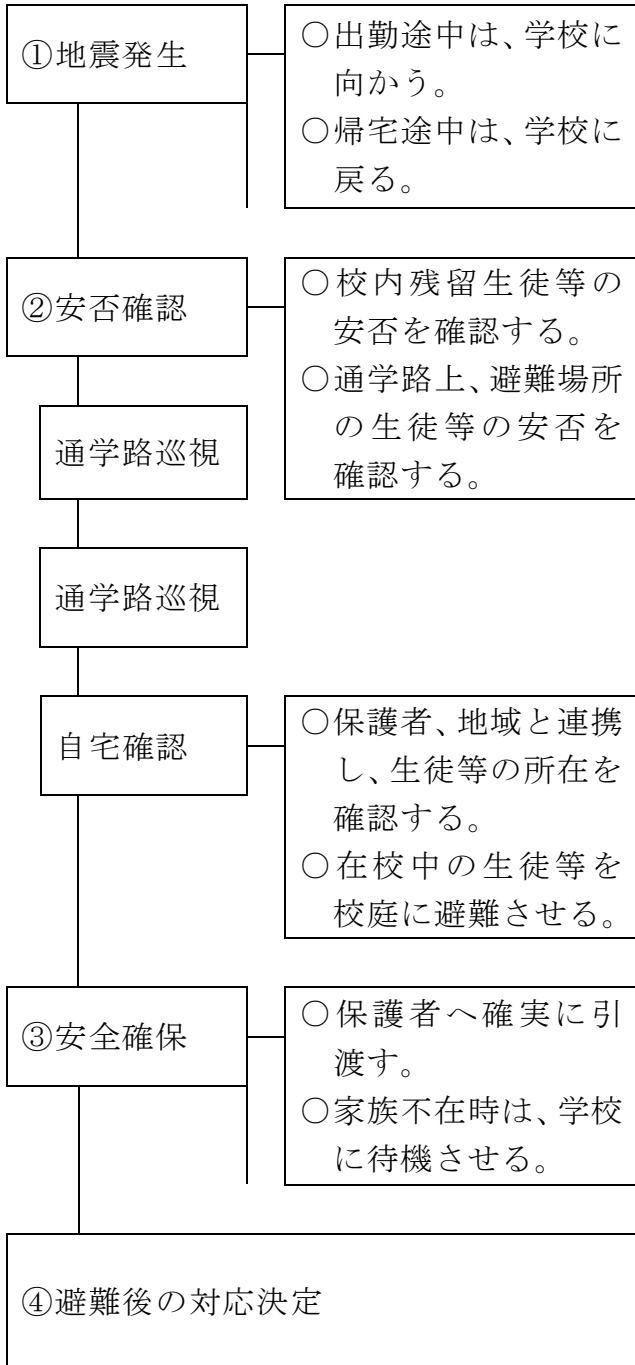 ①地震発生
○出勤途中は、学校に
向かう。
○帰宅途中は、学校に
戻る。
②安否確認
○校内残留生徒等の
安否を確認する。
○通学路上、避難場所
の生徒等の安否を
確認する。
通学路巡視
通学路巡視
自宅確認
○保護者、地域と連携
し、生徒等の所在を
確認する。
○在校中の生徒等を
校庭に避難させる。
③安全確保
○保護者へ確実に引
渡す。
○家族不在時は、学校
に待機させる。
④避難後の対応決定